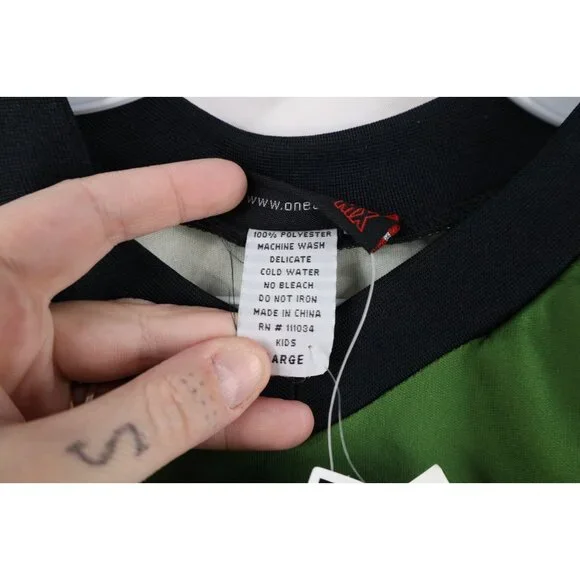 www.one
100% POLYESTER
MACHINE WASH
DELICATE
COLD WATER
NO BLEACH
DO NOT IRON
MADE IN CHINA
RN # 111034
KIDS
ARGE
S